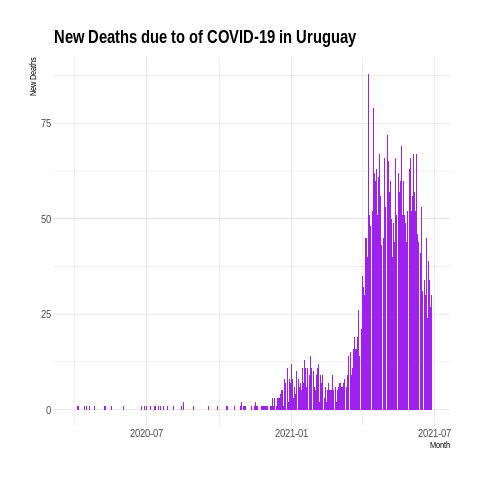 New Deaths due to of COVID-19 in Uruguay
New Deaths
75
50
25
0
2020-07
2021-01
2021-07
Month